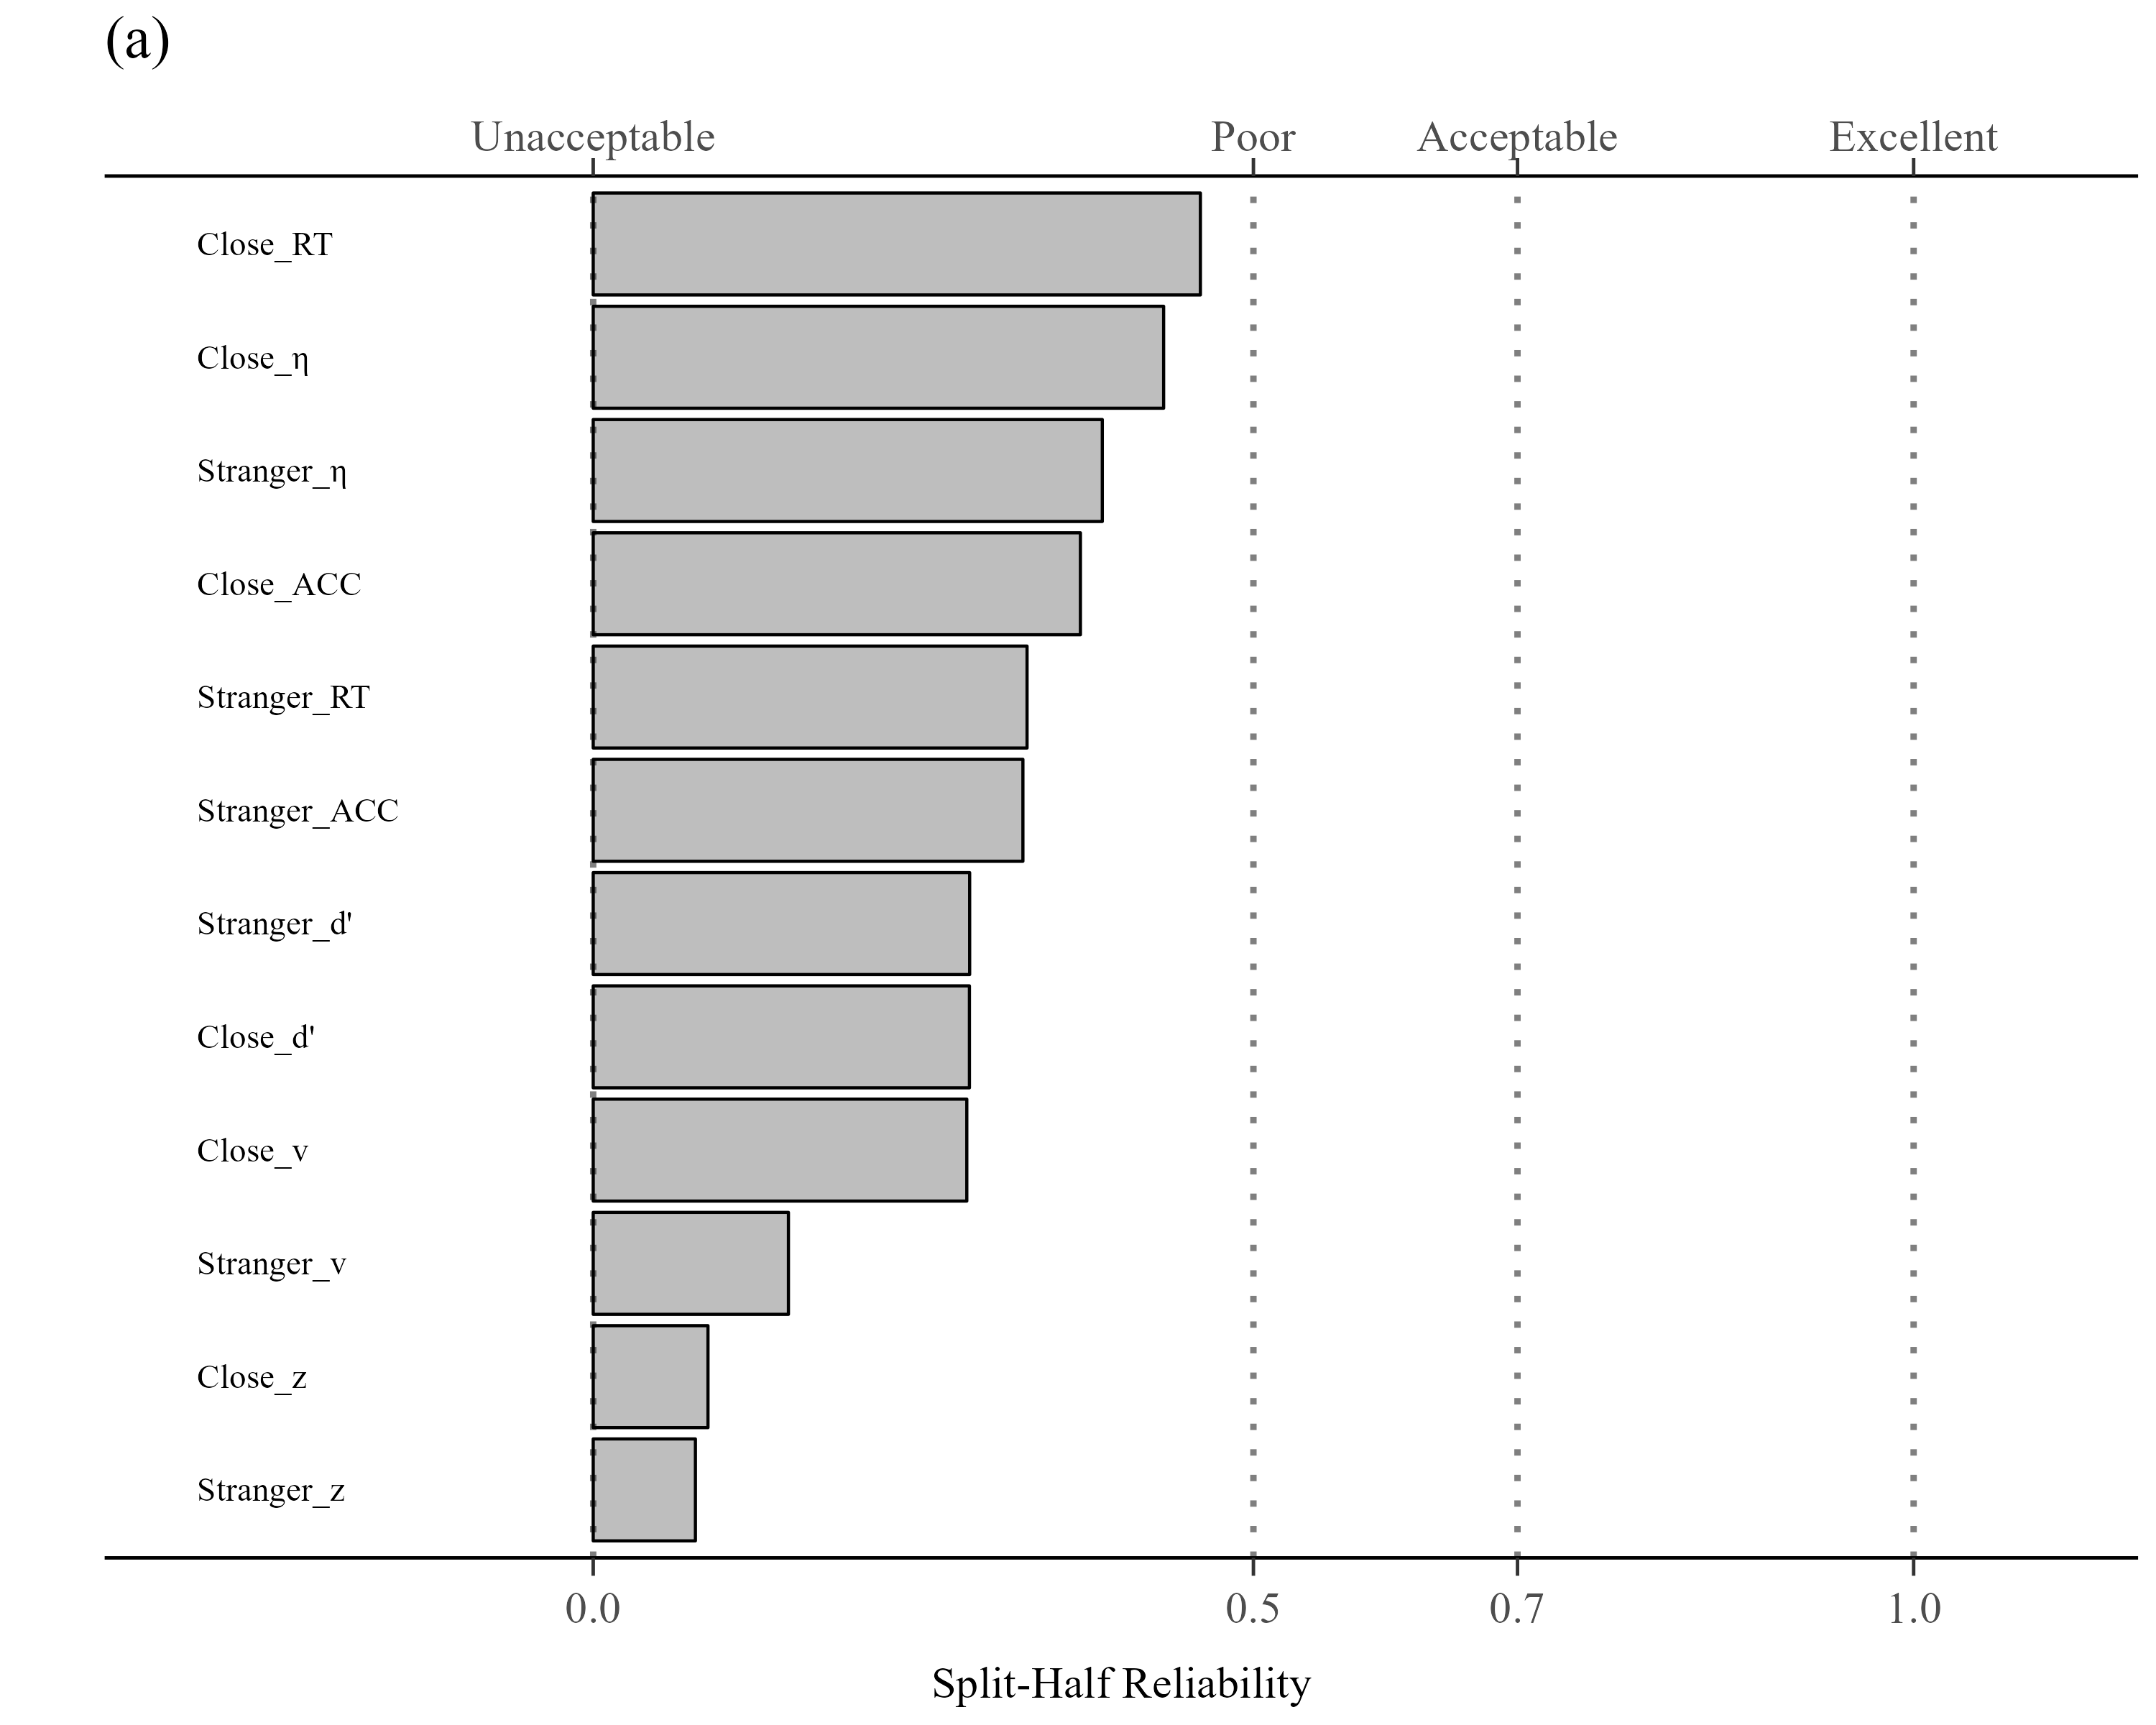 (a)
Unacceptable Poor Acceptable Excellent
Close_RT
Close_η
Stranger_η
Close_ACC
Stranger_RT
Stranger_ACC
Stranger_d'
Close_d'
Close_v
Stranger_v
Close_z
Stranger_z
0.0 0.5 0.7 1.0
Split-Half Reliability